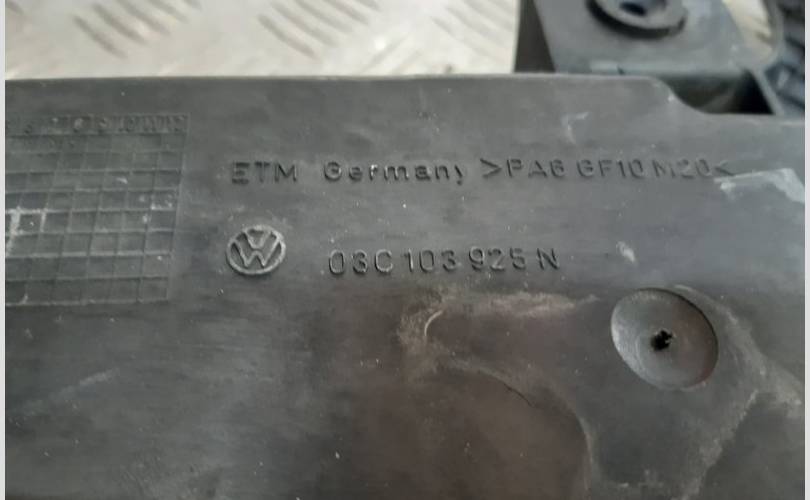 ETM Germany >PA6 GF10 M20<
03C 103 925 N